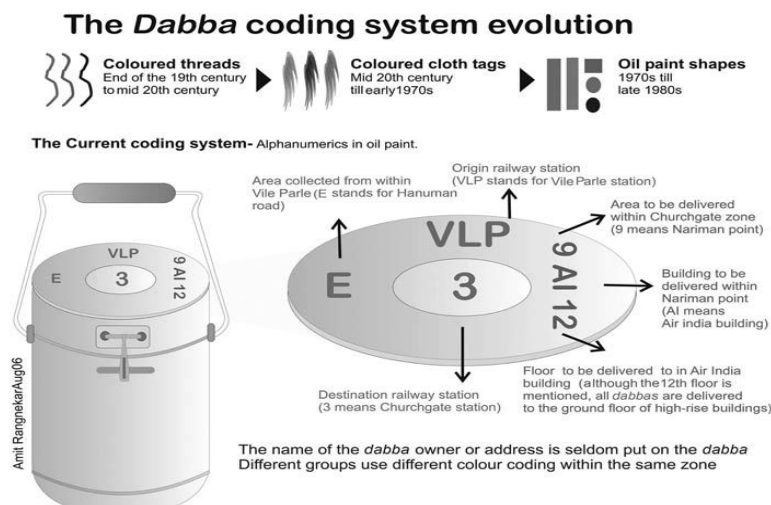 The Dabba coding system evolution
Coloured threads
End of the 19th century
to mid 20th century
Coloured cloth tags
Mid 20th century
till early1970s
Oil paint shapes
1970s till
late 1980s
The Current coding system- Alphanumerics in oil paint.
Area collected from within
Vile Parle (E stands for Hanuman
road)
Origin railway station
(VLP stands for Vile Parle station)
Area to be delivered
within Churchgate zone
(9 means Nariman point)
VLP
E
3
9 AI 12
VLP
E
3
9 AI 12
Building to be
delivered within
Nariman point
(AI means
Air india building)
Destination railway station
(3 means Churchgate station)
Floor to be delivered to in Air India
building (although the 12th floor is
mentioned, all dabbas are delivered
to the ground floor of high-rise buildings)
Amit RangnekarAug06
The name of the dabba owner or address is seldom put on the dabba
Different groups use different colour coding within the same zone